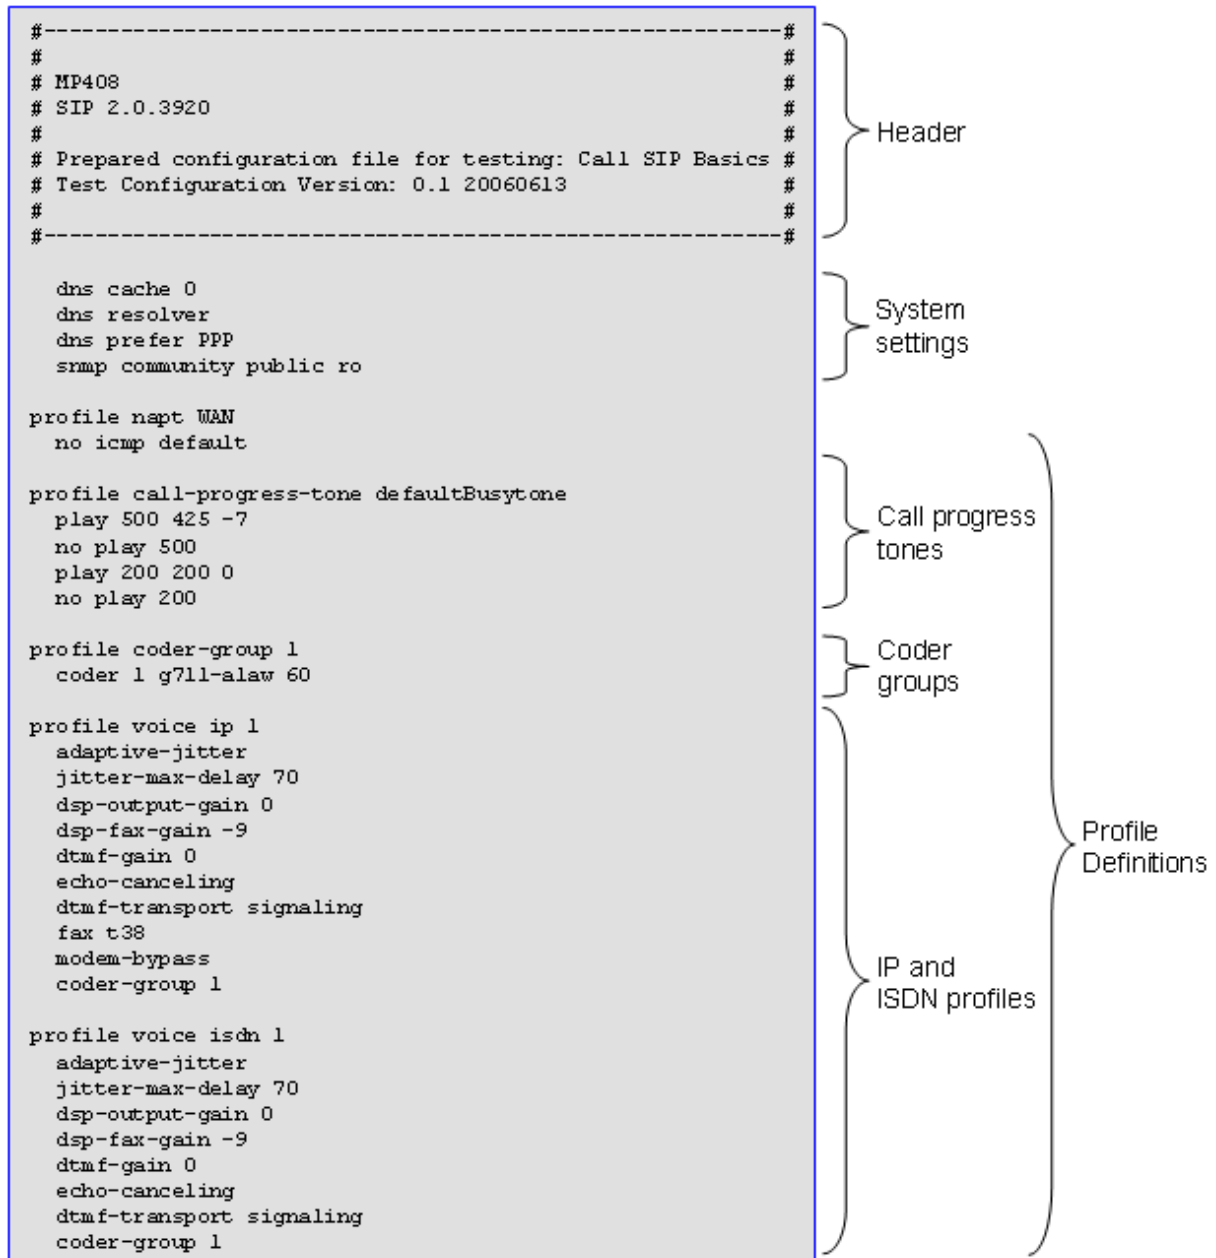 #---------------------------------------------------------#
# #
# MP408 #
# SIP 2.0.3920 #
# #
# Prepared configuration file for testing: Call SIP Basics #
# Test Configuration Version: 0.1 20060613 #
# #
#---------------------------------------------------------#
Header
dns cache 0
dns resolver
dns prefer PPP
snmp community public ro
System
settings
profile napt WAN
no icmp default
profile call-progress-tone defaultBusytone
play 500 425 -7
no play 500
play 200 200 0
no play 200
Call progress
tones
profile coder-group 1
coder 1 g711-alaw 60
Coder
groups
profile voice ip 1
adaptive-jitter
jitter-max-delay 70
dsp-output-gain 0
dsp-fax-gain -9
dtmf-gain 0
echo-canceling
dtmf-transport signaling
fax t38
modem-bypass
coder-group 1
profile voice isdn 1
adaptive-jitter
jitter-max-delay 70
dsp-output-gain 0
dsp-fax-gain -9
dtmf-gain 0
echo-canceling
dtmf-transport signaling
coder-group 1
IP and
ISDN profiles
Profile
Definitions